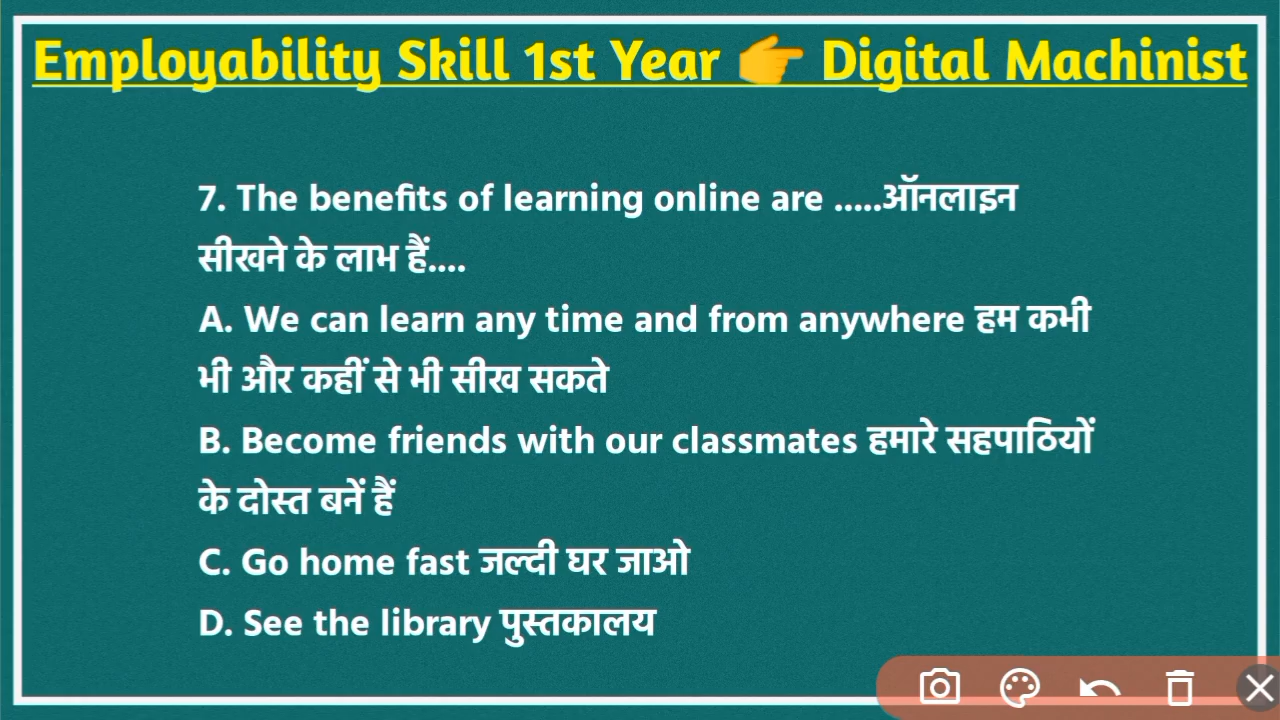 Employability Skill 1st Year 👉 Digital Machinist
7. The benefits of learning online are .....ऑनलाइन
सीखने के लाभ हैं....
A. We can learn any time and from anywhere हम कभी
भी और कहीं से भी सीख सकते
B. Become friends with our classmates हमारे सहपाठियों
के दोस्त बनें हैं
C. Go home fast जल्दी घर जाओ
D. See the library पुस्तकालय